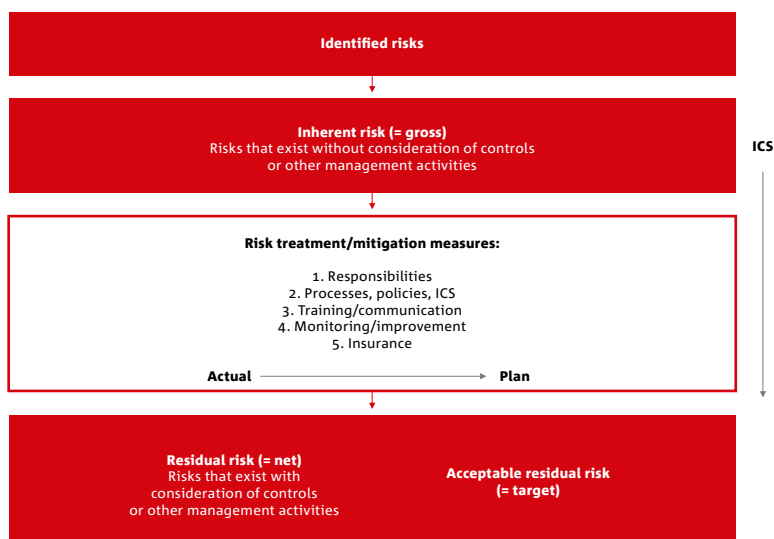 Identified risks
Inherent risk (= gross)
Risks that exist without consideration of controls
or other management activities
ICS
Risk treatment/mitigation measures:
1. Responsibilities
2. Processes, policies, ICS
3. Training/communication
4. Monitoring/improvement
5. Insurance
Actual
Plan
Residual risk (= net)
Risks that exist with
consideration of controls
or other management activities
Acceptable residual risk
(= target)